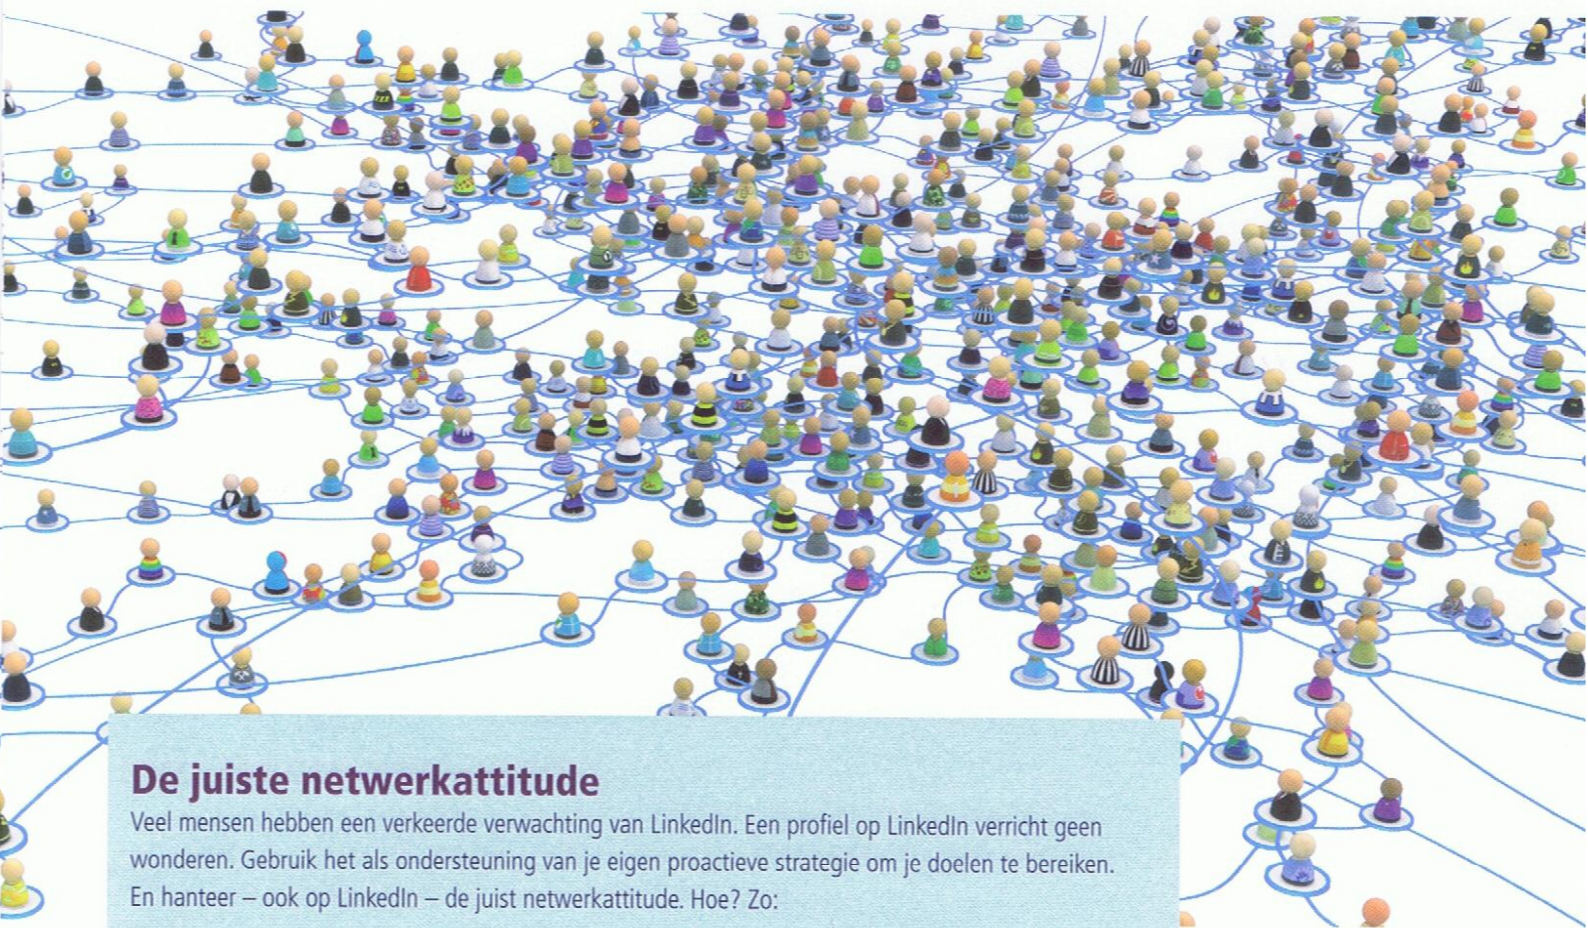 De juiste netwerkattitude
Veel mensen hebben een verkeerde verwachting van LinkedIn. Een profiel op LinkedIn verricht geen
wonderen. Gebruik het als ondersteuning van je eigen proactieve strategie om je doelen te bereiken.
En hanteer – ook op LinkedIn – de juist netwerkattitude. Hoe? Zo: